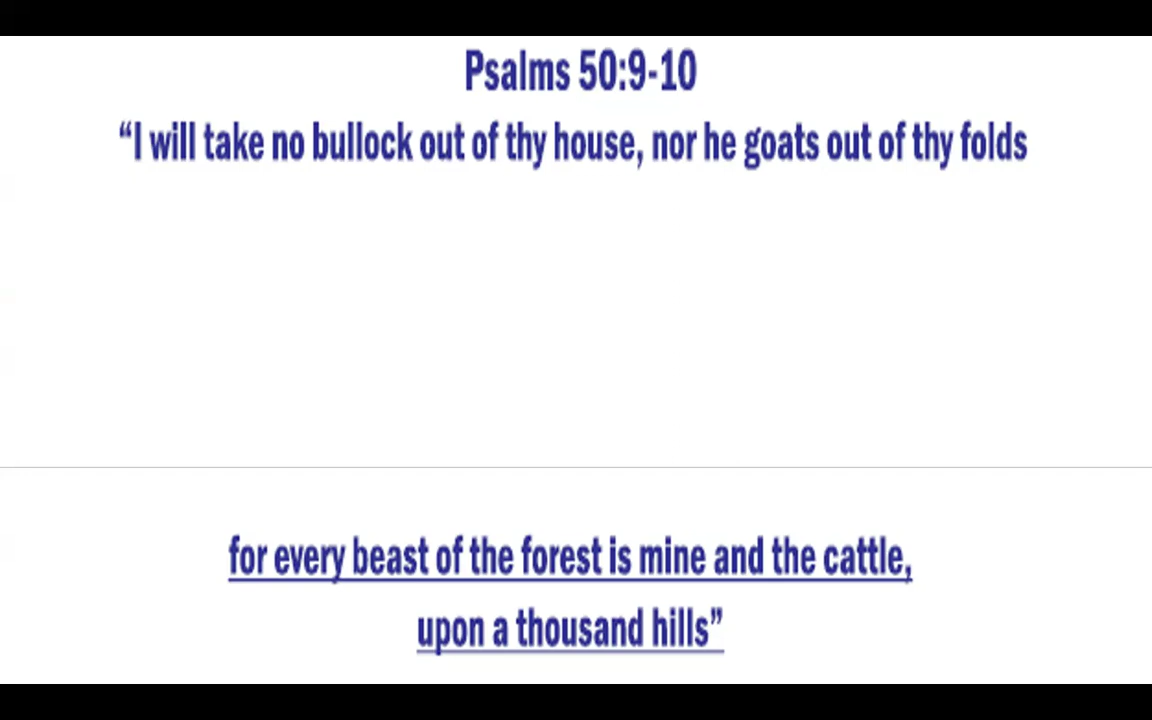 Psalms 50:9-10
“I will take no bullock out of thy house, nor he goats out of thy folds
for every beast of the forest is mine and the cattle,
upon a thousand hills”